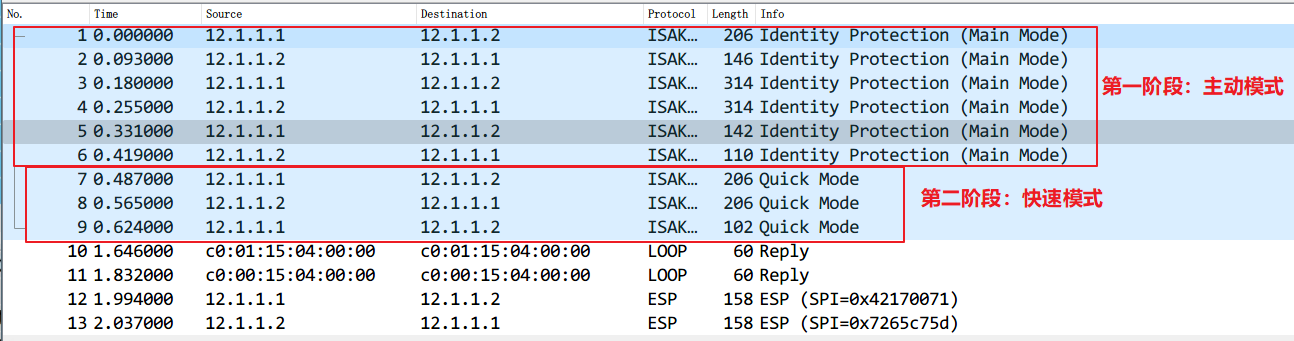 No. Time Source Destination Protocol Length Info
1 0.000000 12.1.1.1 12.1.1.2 ISAK… 206 Identity Protection (Main Mode)
2 0.093000 12.1.1.2 12.1.1.1 ISAK… 146 Identity Protection (Main Mode)
3 0.180000 12.1.1.1 12.1.1.2 ISAK… 314 Identity Protection (Main Mode)
第一阶段：主动模式
4 0.255000 12.1.1.2 12.1.1.1 ISAK… 314 Identity Protection (Main Mode)
5 0.331000 12.1.1.1 12.1.1.2 ISAK… 142 Identity Protection (Main Mode)
6 0.419000 12.1.1.2 12.1.1.1 ISAK… 110 Identity Protection (Main Mode)
7 0.487000 12.1.1.1 12.1.1.2 ISAK… 206 Quick Mode
8 0.565000 12.1.1.2 12.1.1.1 ISAK… 206 Quick Mode
第二阶段：快速模式
9 0.624000 12.1.1.1 12.1.1.2 ISAK… 102 Quick Mode
10 1.646000 c0:01:15:04:00:00 c0:01:15:04:00:00 LOOP 60 Reply
11 1.832000 c0:00:15:04:00:00 c0:00:15:04:00:00 LOOP 60 Reply
12 1.994000 12.1.1.1 12.1.1.2 ESP 158 ESP (SPI=0x42170071)
13 2.037000 12.1.1.2 12.1.1.1 ESP 158 ESP (SPI=0x7265c75d)